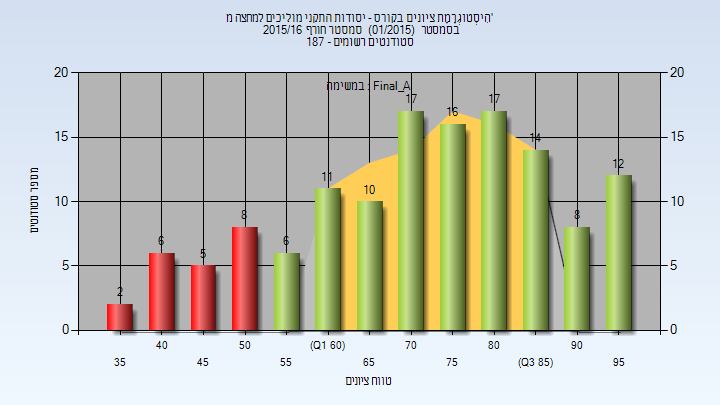 היסטוגרמת ציונים בקורס - יסודות התקני מוליכים למחצה מ'
בסמסטר (01/2015) סמסטר חורף 2015/16
סטודנטים רשומים - 187
במשימה : Final_A
20 20
15 15
10 10
5 5
0 0
מספר סטודנטים
2 6 5 8 6 11 10 17 16 17 14 8 12
35 40 45 50 55 (Q1 60) 65 70 75 80 (Q3 85) 90 95
טווח ציונים